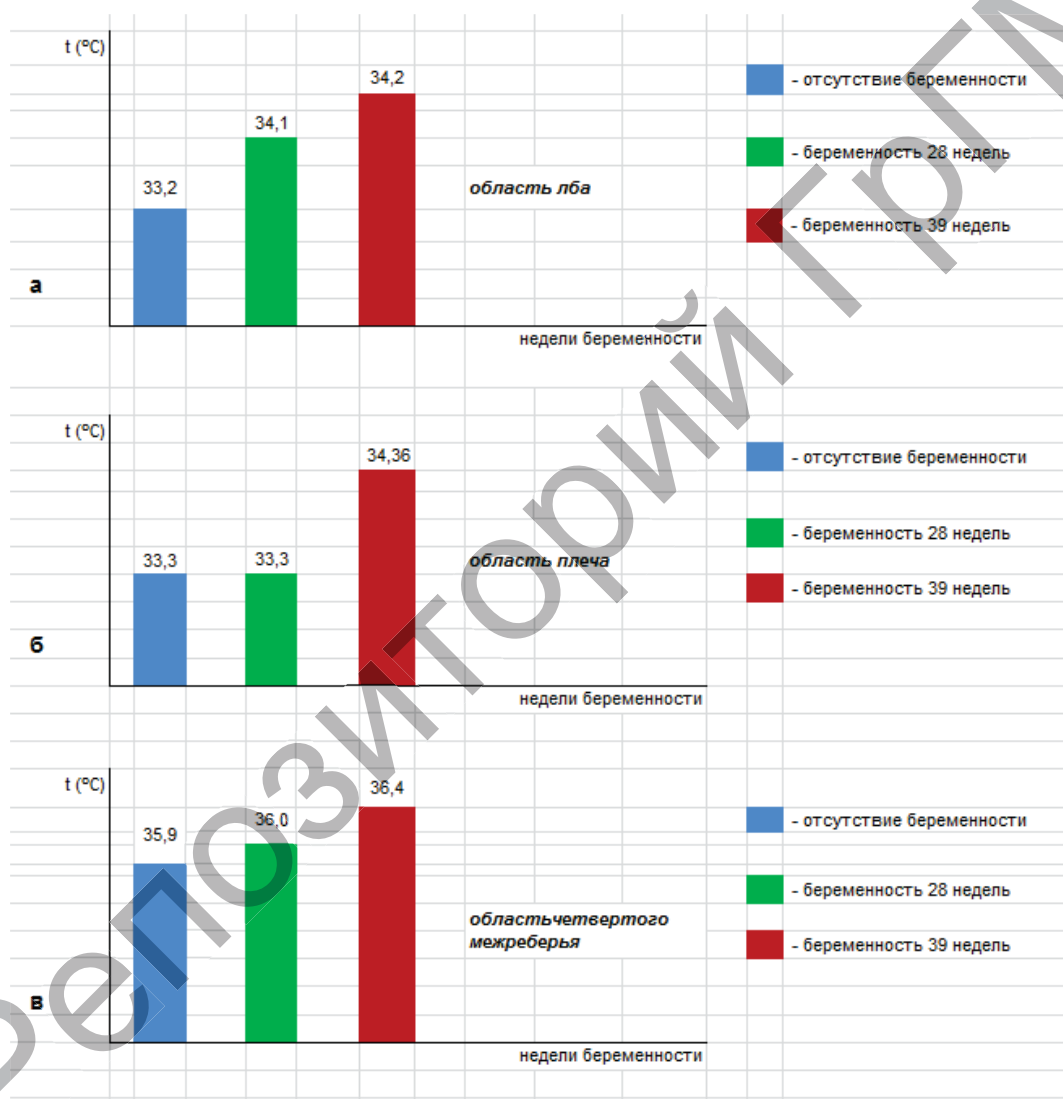 t (°C)
34,2
34,1
33,2
область лба
- отсутствие беременности
- беременность 28 недель
- беременность 39 недель
а
недели беременности
t (°C)
34,36
33,3
33,3
область плеча
- отсутствие беременности
- беременность 28 недель
- беременность 39 недель
б
недели беременности
t (°C)
36,4
36,0
35,9
областьчетвертого
межреберья
- отсутствие беременности
- беременность 28 недель
- беременность 39 недель
в
недели беременности
Репозиторий ГрГМ